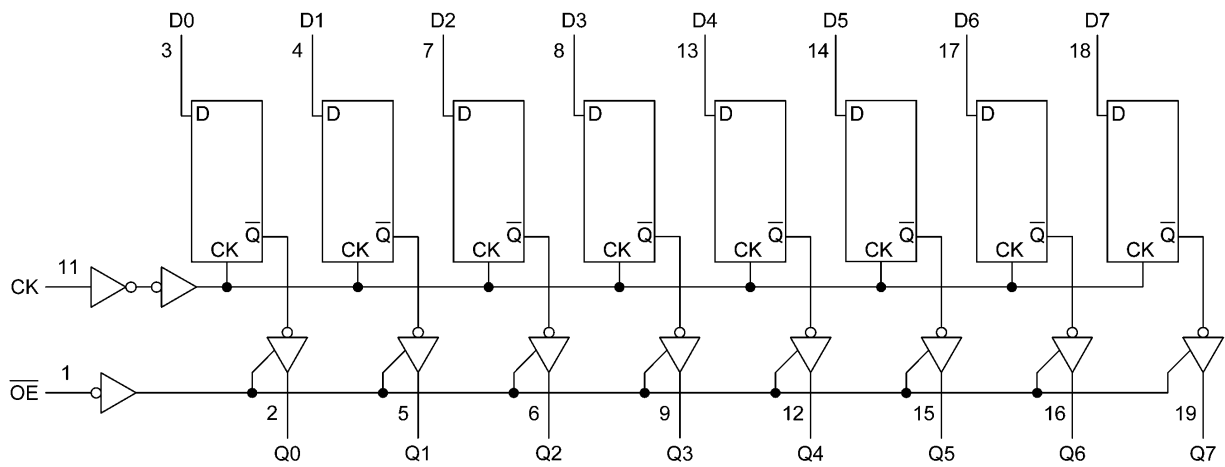 D0 D1 D2 D3 D4 D5 D6 D7
3 4 7 8 13 14 17 18
D D D D D D D D
Q̅ Q̅ Q̅ Q̅ Q̅ Q̅ Q̅ Q̅
CK CK CK CK CK CK CK CK
CK 11
O̅E̅ 1
2 5 6 9 12 15 16 19
Q0 Q1 Q2 Q3 Q4 Q5 Q6 Q7